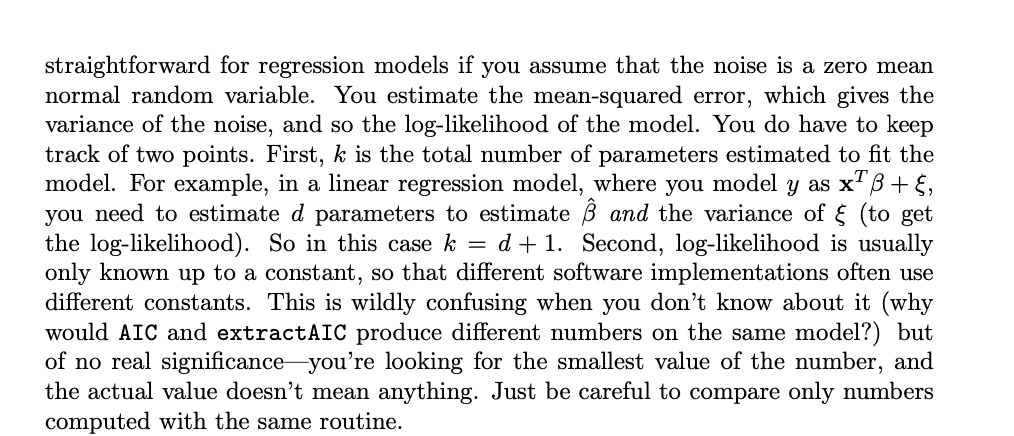 straightforward for regression models if you assume that the noise is a zero mean
normal random variable. You estimate the mean-squared error, which gives the
variance of the noise, and so the log-likelihood of the model. You do have to keep
track of two points. First, k is the total number of parameters estimated to fit the
model. For example, in a linear regression model, where you model y as xᵀβ + ξ,
you need to estimate d parameters to estimate β̂ and the variance of ξ (to get
the log-likelihood). So in this case k = d + 1. Second, log-likelihood is usually
only known up to a constant, so that different software implementations often use
different constants. This is wildly confusing when you don't know about it (why
would AIC and extractAIC produce different numbers on the same model?) but
of no real significance—you're looking for the smallest value of the number, and
the actual value doesn't mean anything. Just be careful to compare only numbers
computed with the same routine.